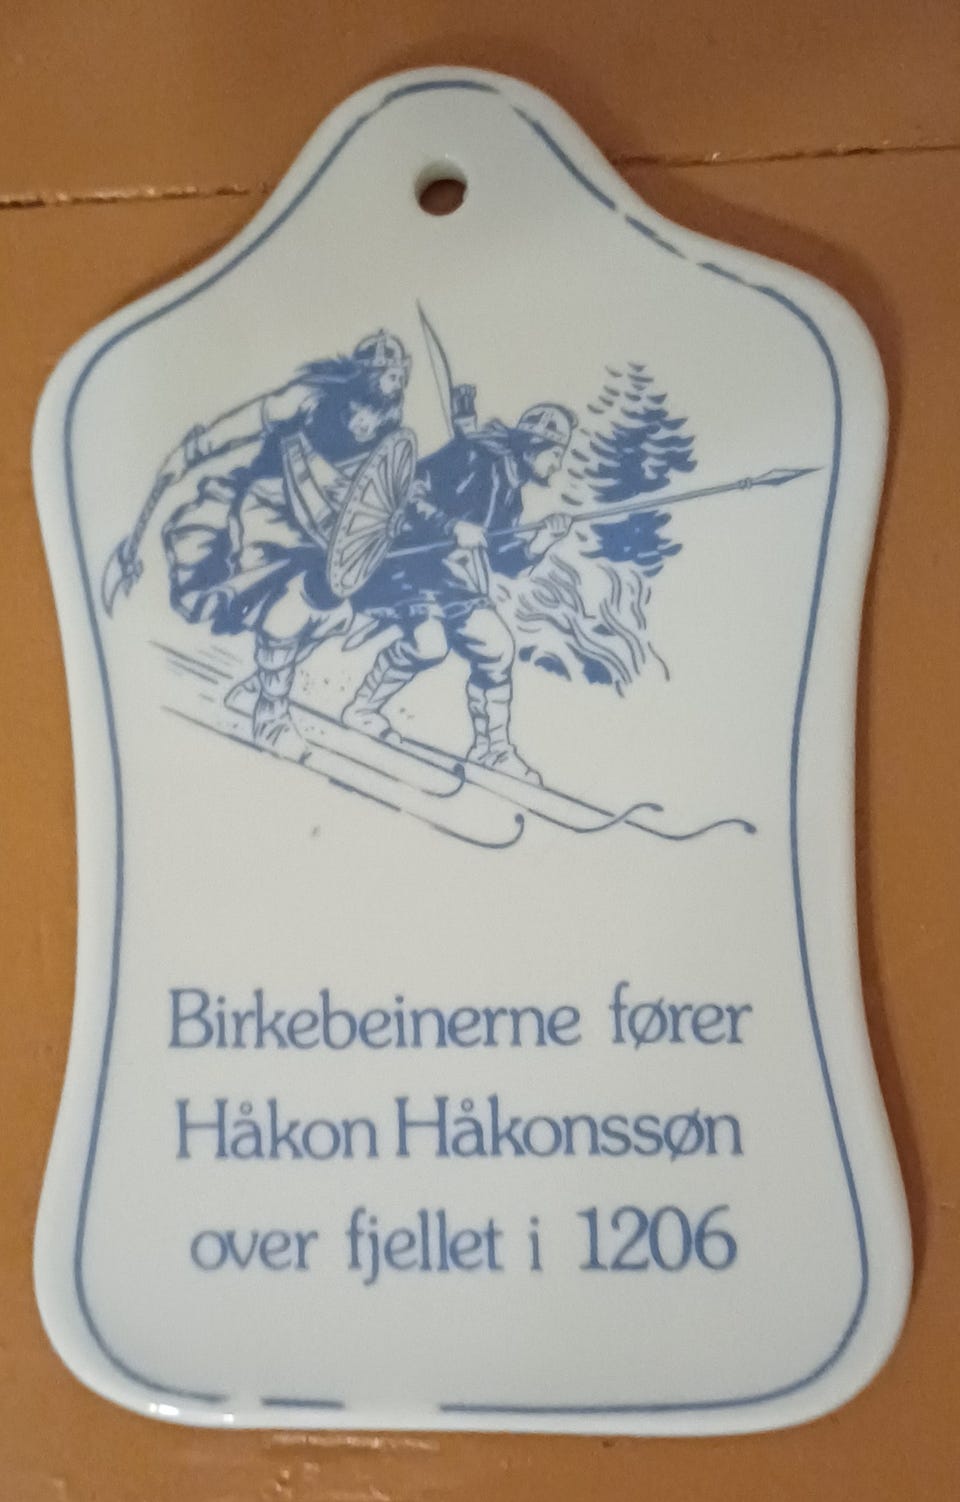 Birkebeinerne fører
Håkon Håkonssøn
over fjellet i 1206